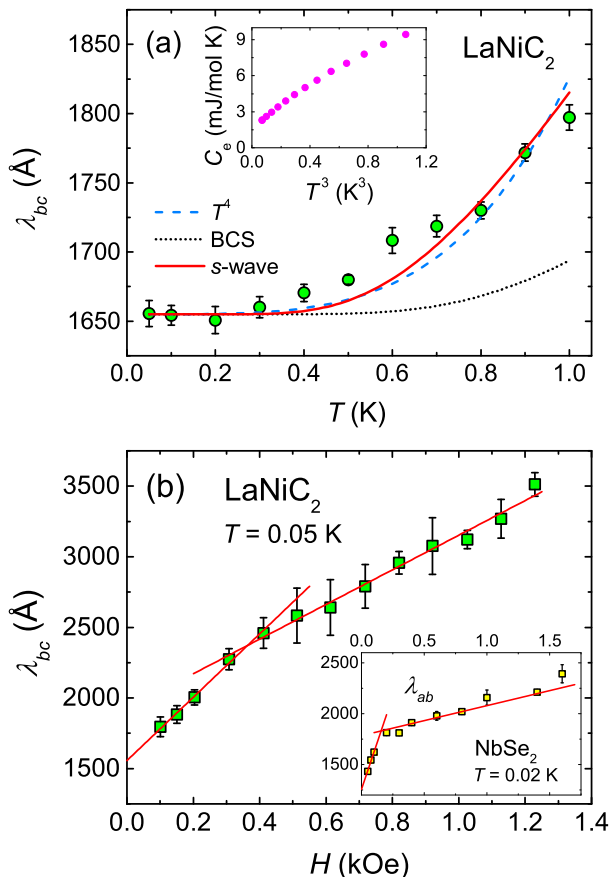 (a)
LaNiC2
Ce (mJ/mol K)
9
6
3
0
0.0 0.4 0.8 1.2
T^3 (K^3)
λbc (Å)
1850
1800
1750
1700
1650
T^4
BCS
s-wave
0.0 0.2 0.4 0.6 0.8 1.0
T (K)
(b)
LaNiC2
T = 0.05 K
λbc (Å)
3500
3000
2500
2000
1500
0.0 0.5 1.0 1.5
2500
2000
1500
λab
NbSe2
T = 0.02 K
0.0 0.2 0.4 0.6 0.8 1.0 1.2 1.4
H (kOe)